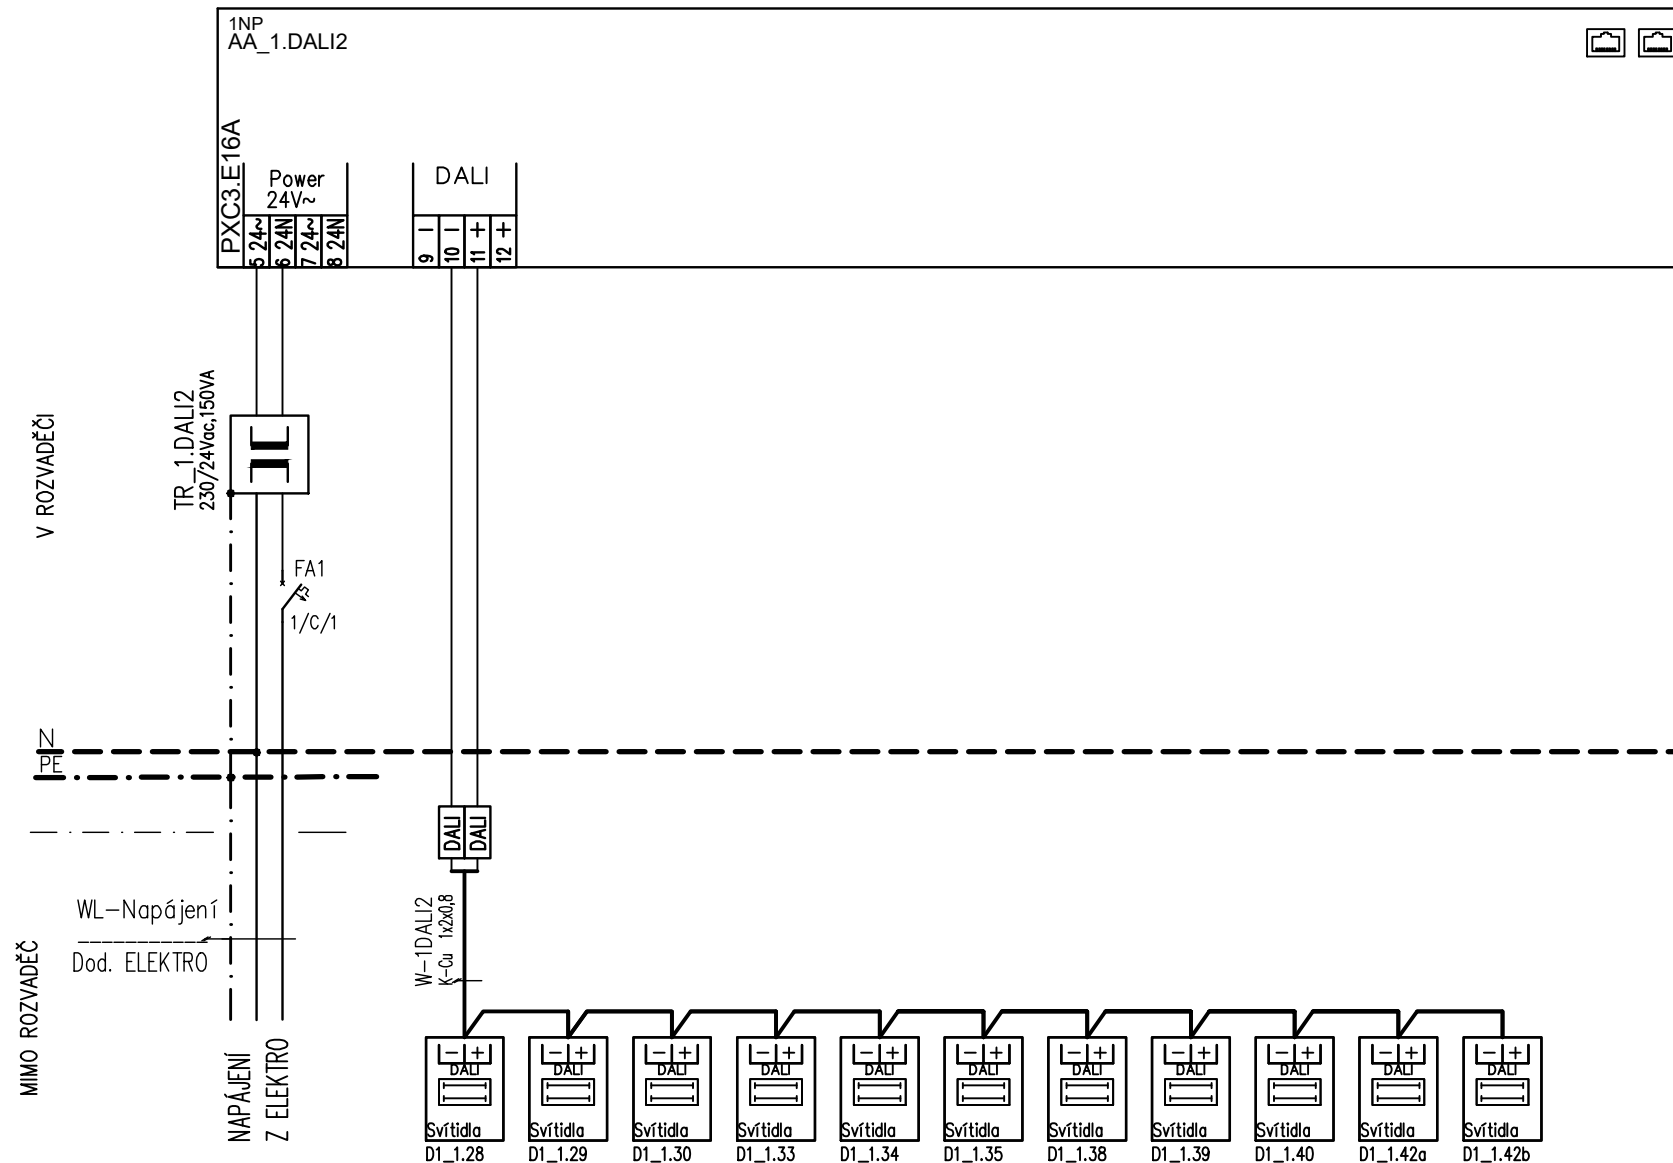 1NP
AA_1.DALI2
PXC3.E16A
Power
24V~
DALI
5 24~
6 24N
7 24~
8 24N
9 −
10 −
11 +
12 +
V ROZVADĚČI
TR_1.DALI2
230/24Vac,150VA
FA1
1/C/1
N
PE
DALI
DALI
WL−Napájení
Dod. ELEKTRO
W−1DALI2
K−Cu 1x2x0,8
MIMO ROZVADĚČ
NAPÁJENÍ
Z ELEKTRO
− +
DALI
Svítidla
D1_1.28
− +
DALI
Svítidla
D1_1.29
− +
DALI
Svítidla
D1_1.30
− +
DALI
Svítidla
D1_1.33
− +
DALI
Svítidla
D1_1.34
− +
DALI
Svítidla
D1_1.35
− +
DALI
Svítidla
D1_1.38
− +
DALI
Svítidla
D1_1.39
− +
DALI
Svítidla
D1_1.40
− +
DALI
Svítidla
D1_1.42a
− +
DALI
Svítidla
D1_1.42b